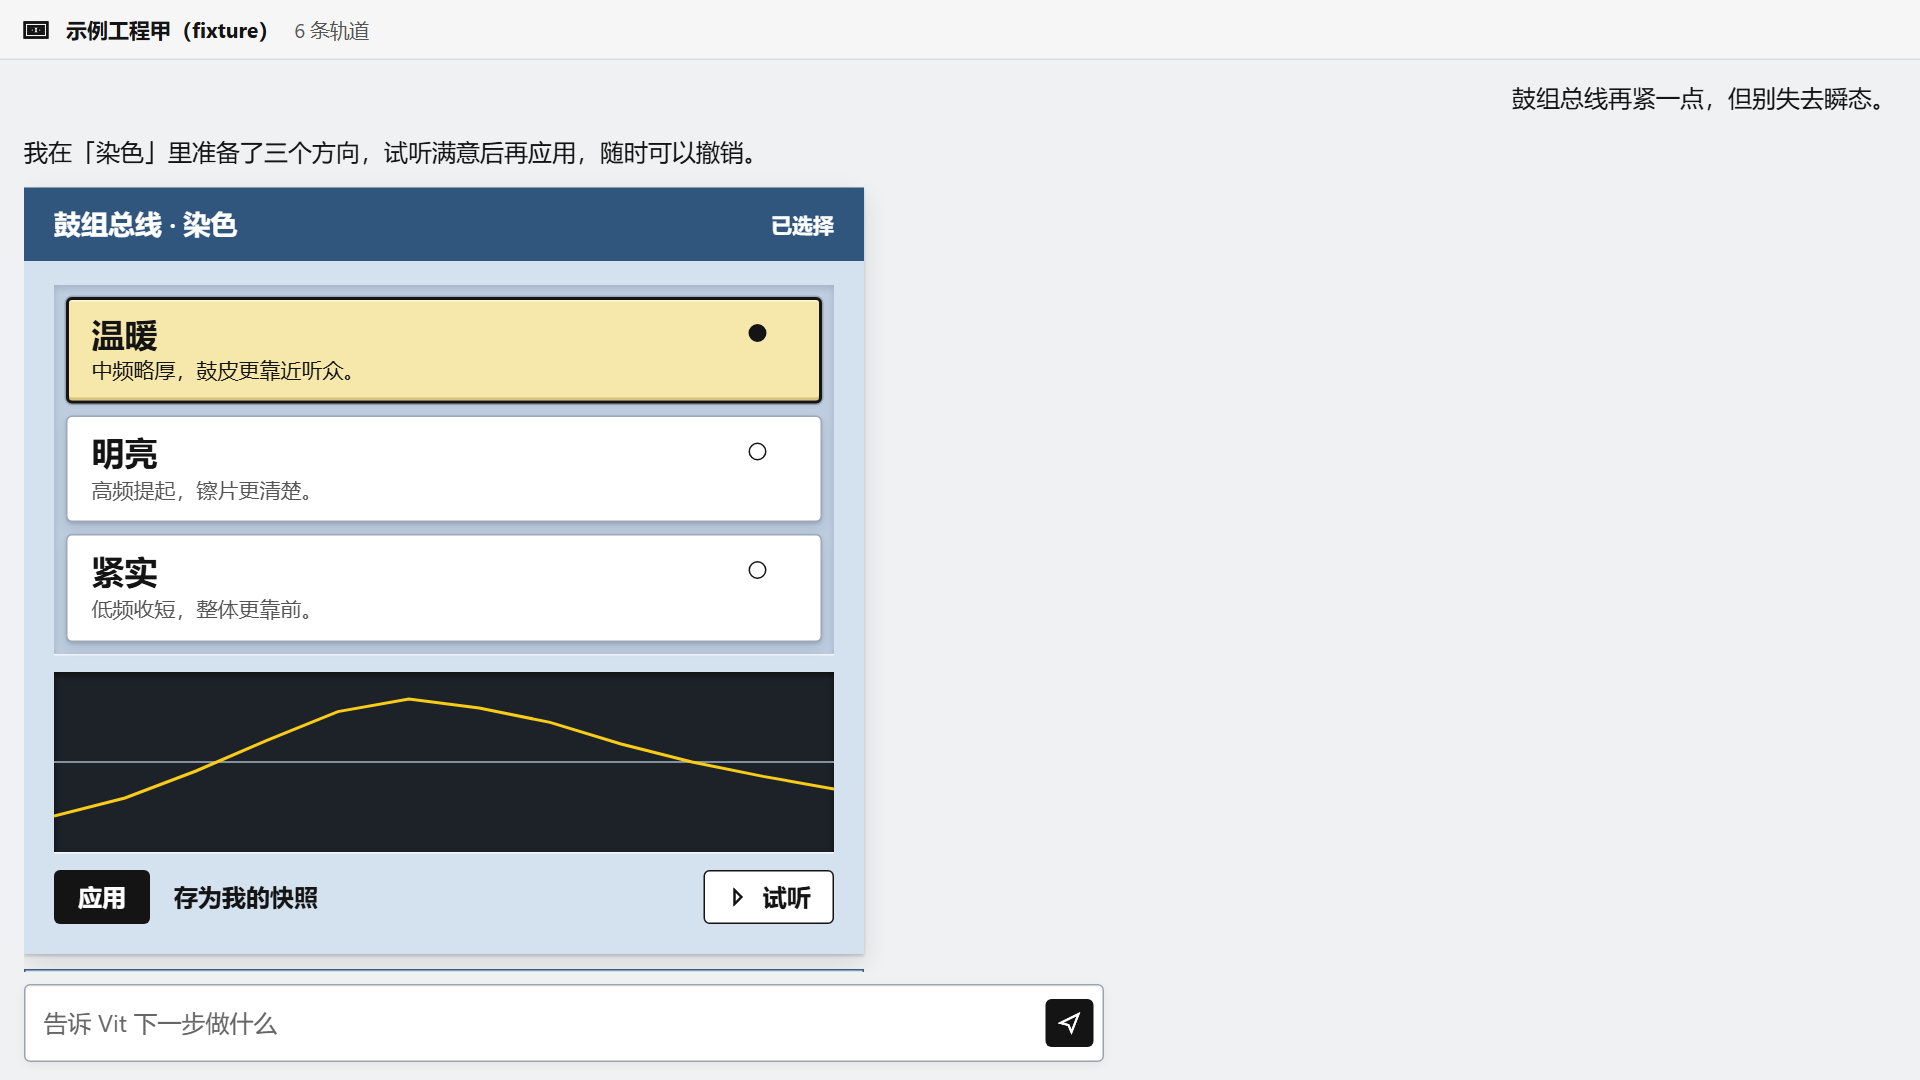 示例工程甲（fixture） 6 条轨道
鼓组总线再紧一点，但别失去瞬态。
我在「染色」里准备了三个方向，试听满意后再应用，随时可以撤销。
鼓组总线 · 染色 已选择
温暖
中频略厚，鼓皮更靠近听众。
明亮
高频提起，镲片更清楚。
紧实
低频收短，整体更靠前。
应用 存为我的快照 试听
告诉 Vit 下一步做什么